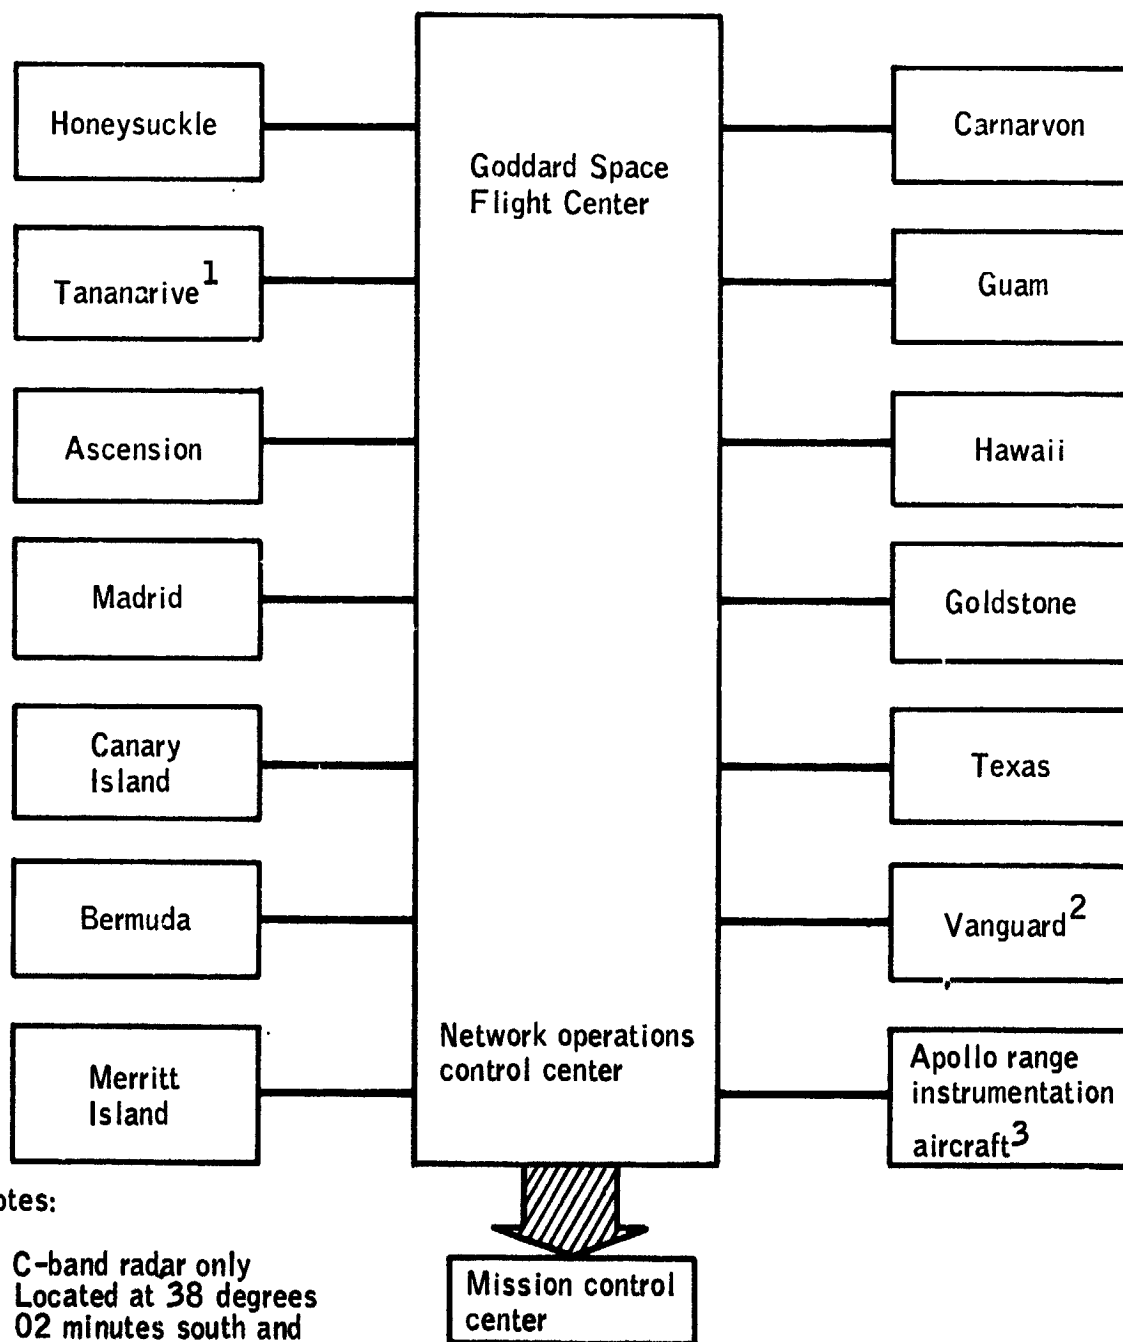 Honeysuckle
Tananarive1
Ascension
Madrid
Canary
Island
Bermuda
Merritt
Island
Goddard Space
Flight Center
Network operations
control center
Carnarvon
Guam
Hawaii
Goldstone
Texas
Vanguard2
Apollo range
instrumentation
aircraft3
otes:
C-band radar only
Located at 38 degrees
02 minutes south and
Mission control
center